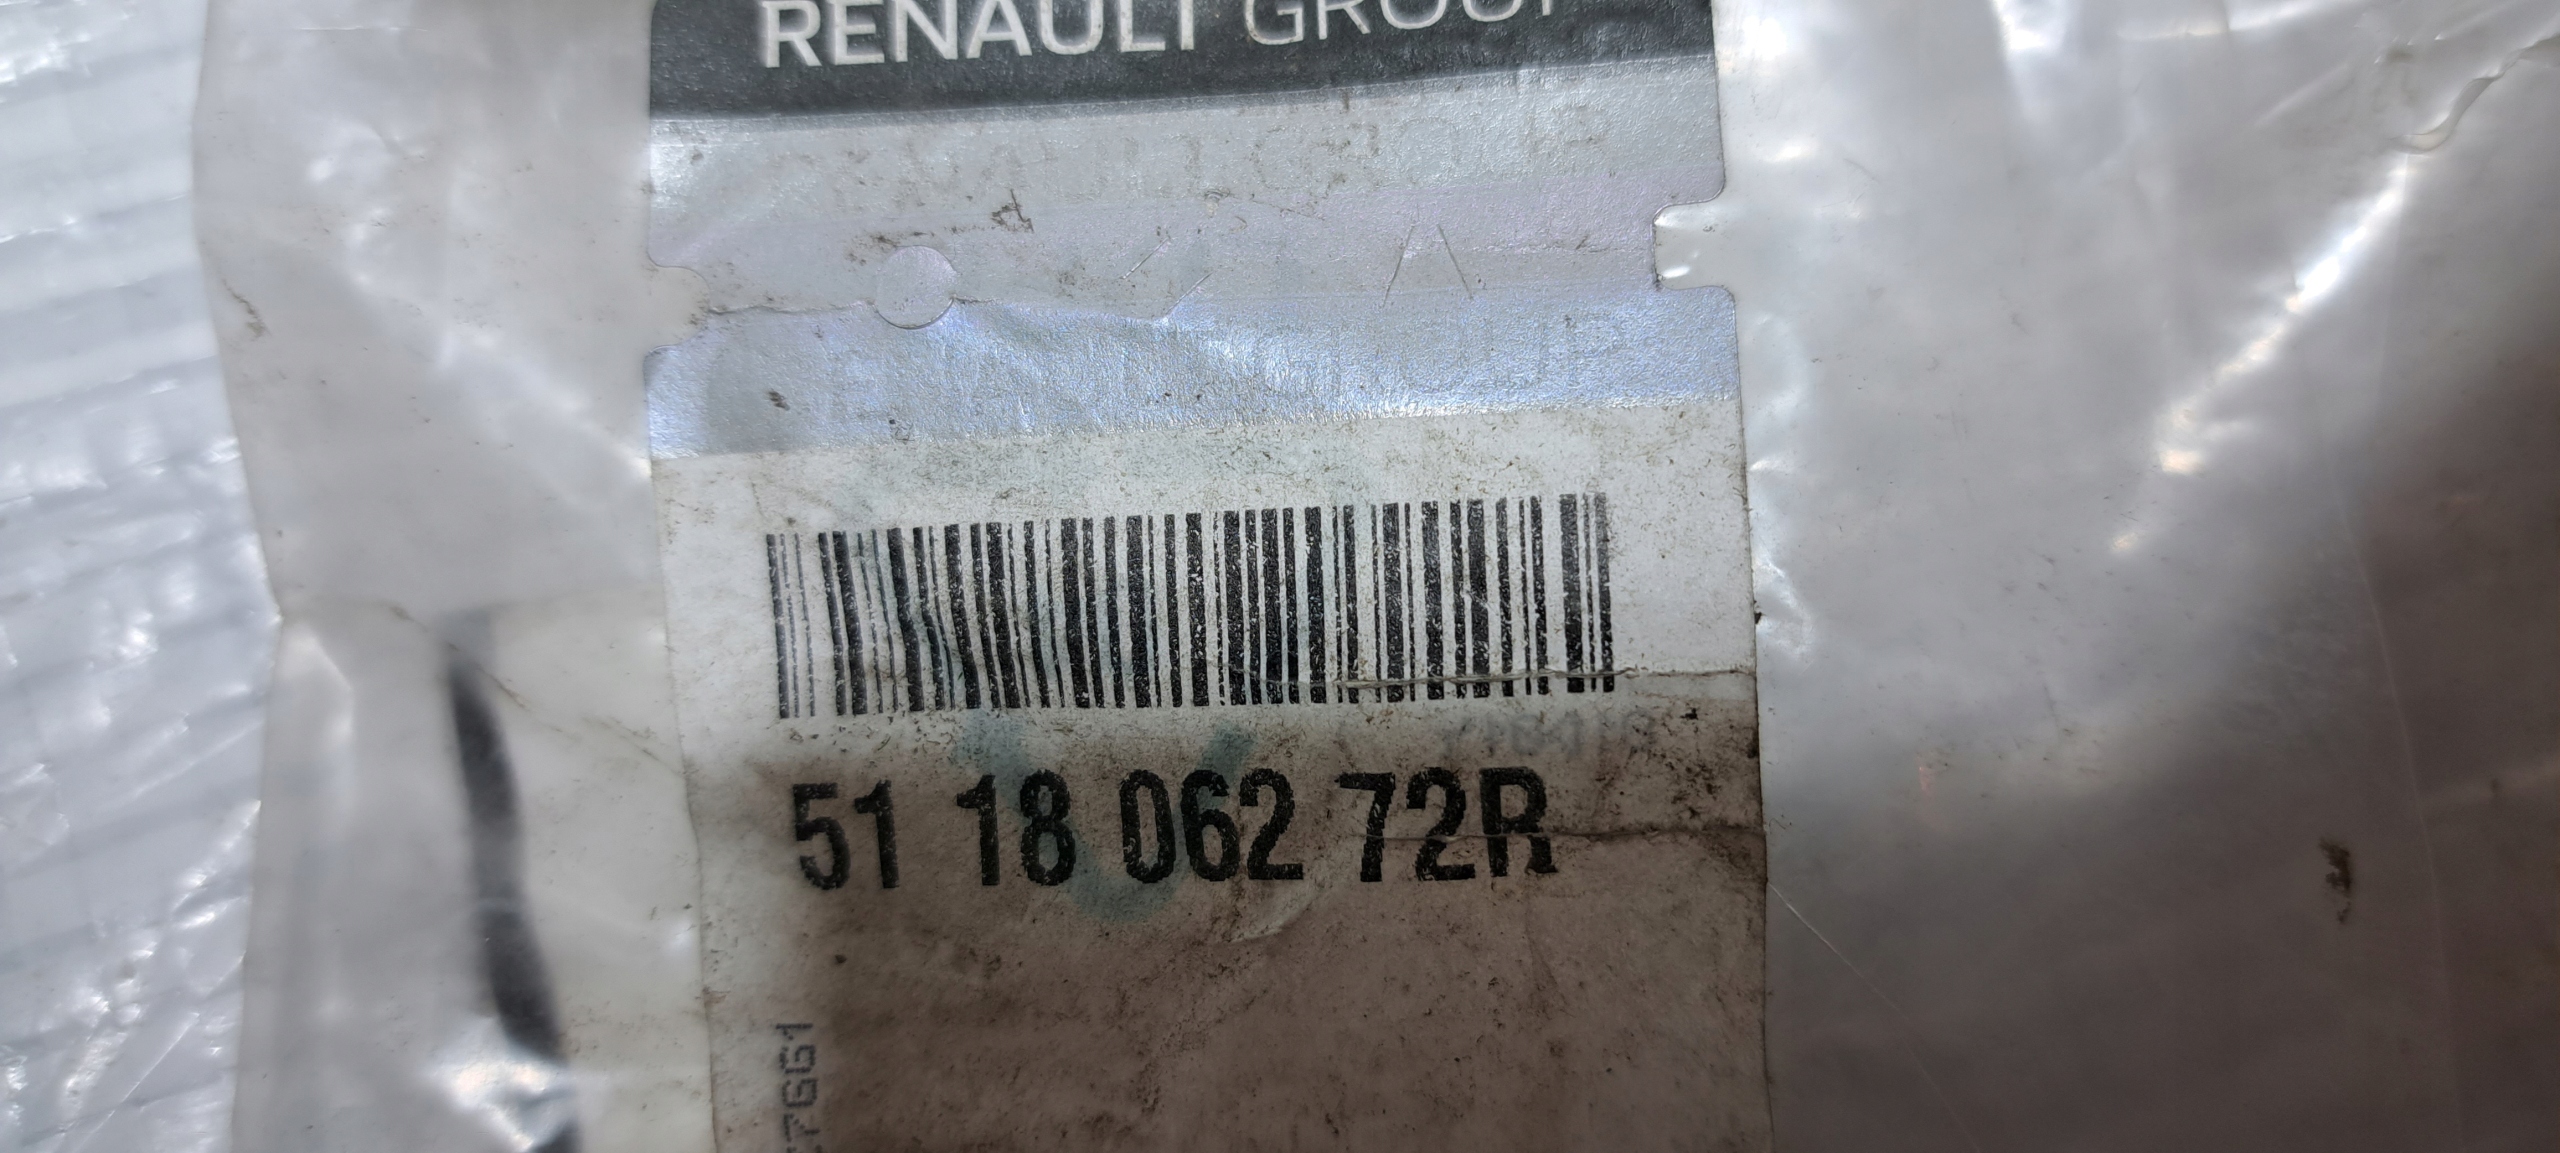 RENAULT GROUP
51 18 062 72R